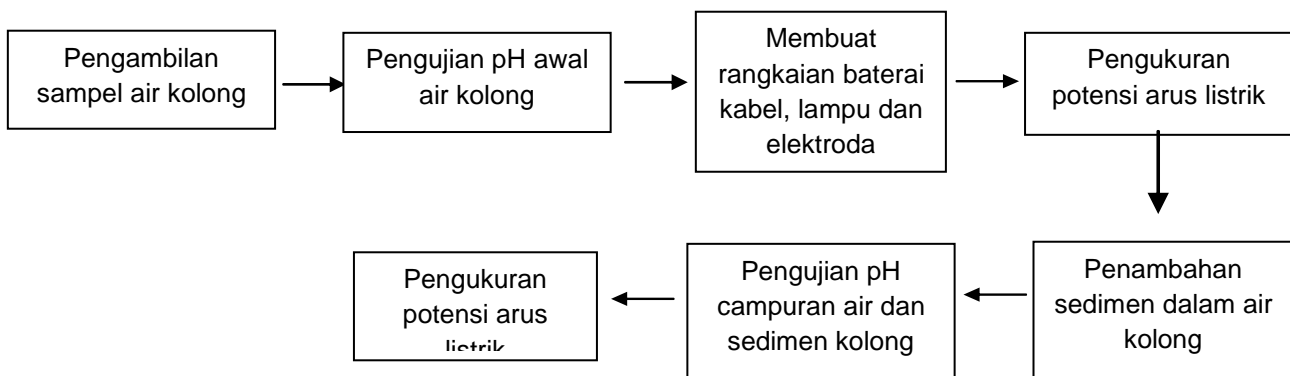 Pengambilan
sampel air kolong
Pengujian pH awal
air kolong
Membuat
rangkaian baterai
kabel, lampu dan
elektroda
Pengukuran
potensi arus listrik
Penambahan
sedimen dalam air
kolong
Pengujian pH
campuran air dan
sedimen kolong
Pengukuran
potensi arus
listrik